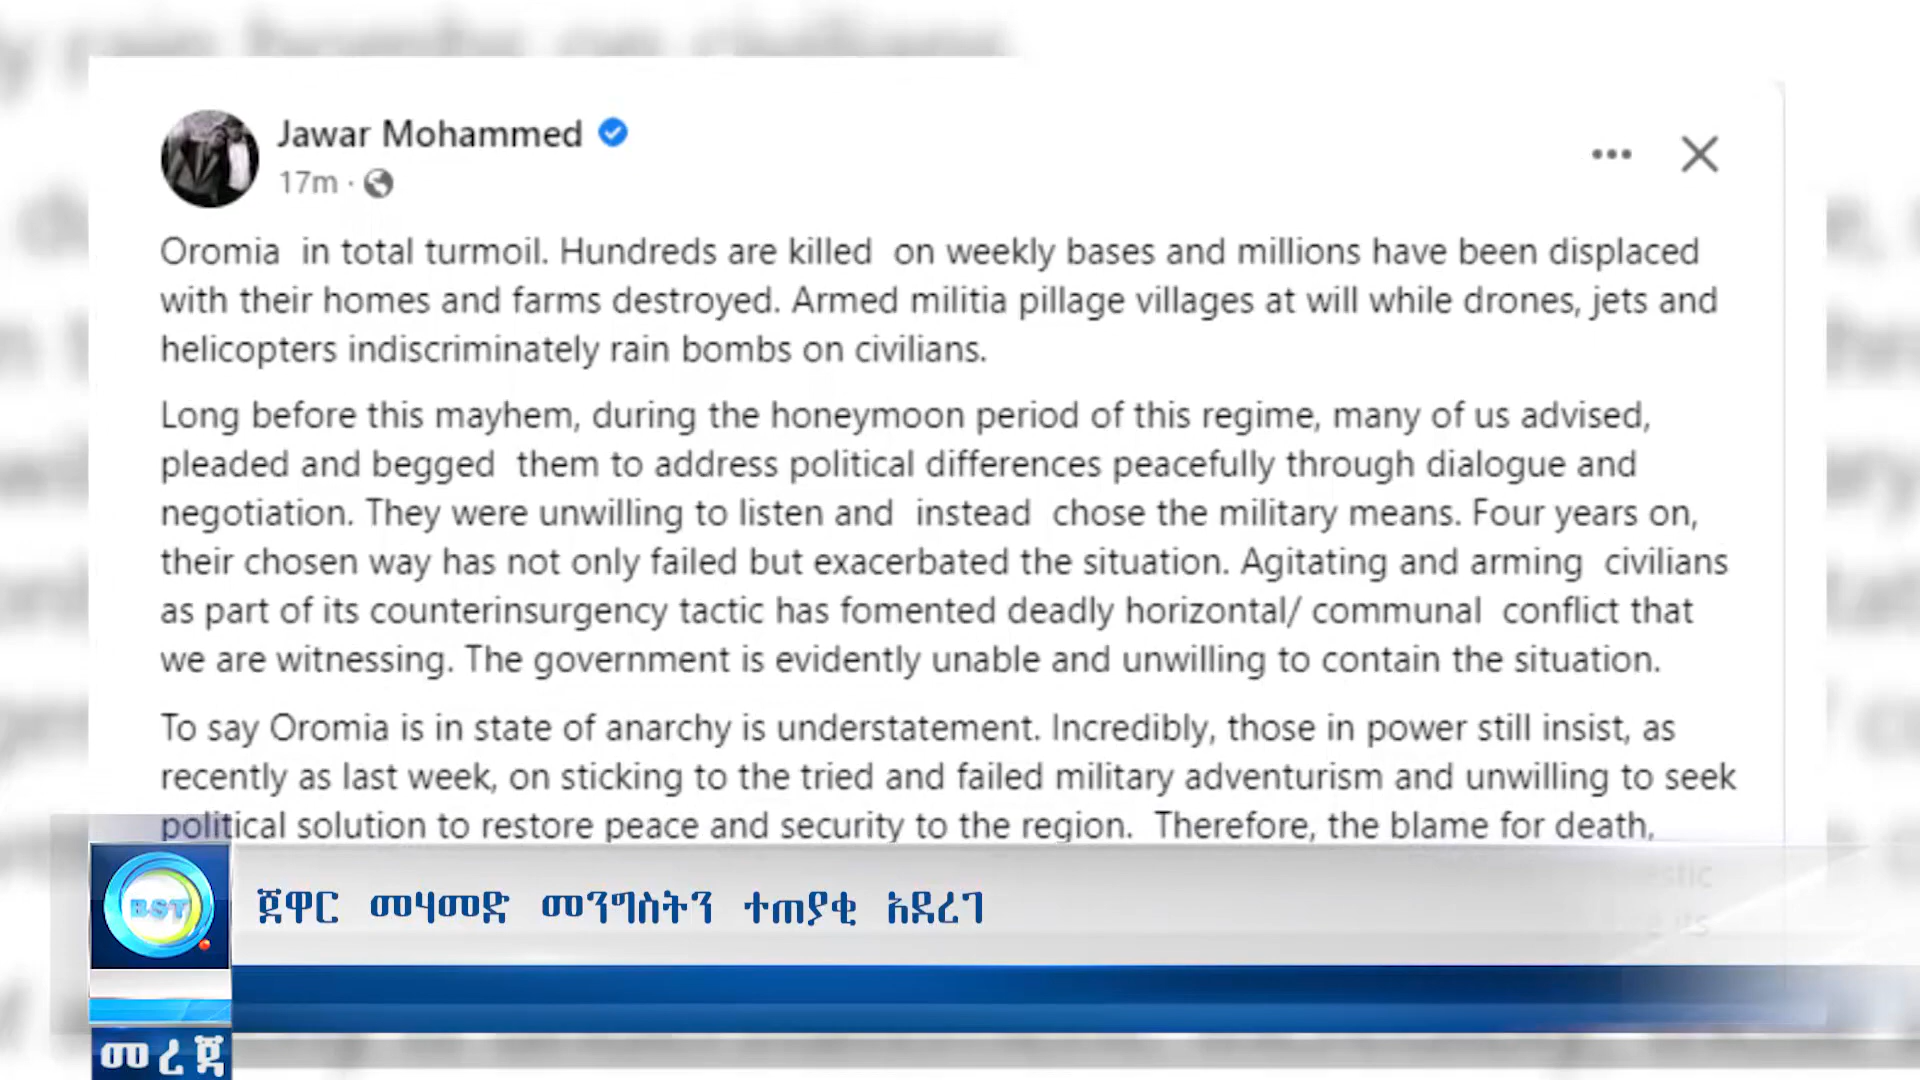 Jawar Mohammed
17m
Oromia in total turmoil. Hundreds are killed on weekly bases and millions have been displaced
with their homes and farms destroyed. Armed militia pillage villages at will while drones, jets and
helicopters indiscriminately rain bombs on civilians.
Long before this mayhem, during the honeymoon period of this regime, many of us advised,
pleaded and begged them to address political differences peacefully through dialogue and
negotiation. They were unwilling to listen and instead chose the military means. Four years on,
their chosen way has not only failed but exacerbated the situation. Agitating and arming civilians
as part of its counterinsurgency tactic has fomented deadly horizontal/ communal conflict that
we are witnessing. The government is evidently unable and unwilling to contain the situation.
To say Oromia is in state of anarchy is understatement. Incredibly, those in power still insist, as
recently as last week, on sticking to the tried and failed military adventurism and unwilling to seek
political solution to restore peace and security to the region. Therefore, the blame for death,
BST
ጀዋር መሃመድ መንግስትን ተጠያቂ አደረገ
መረጃ